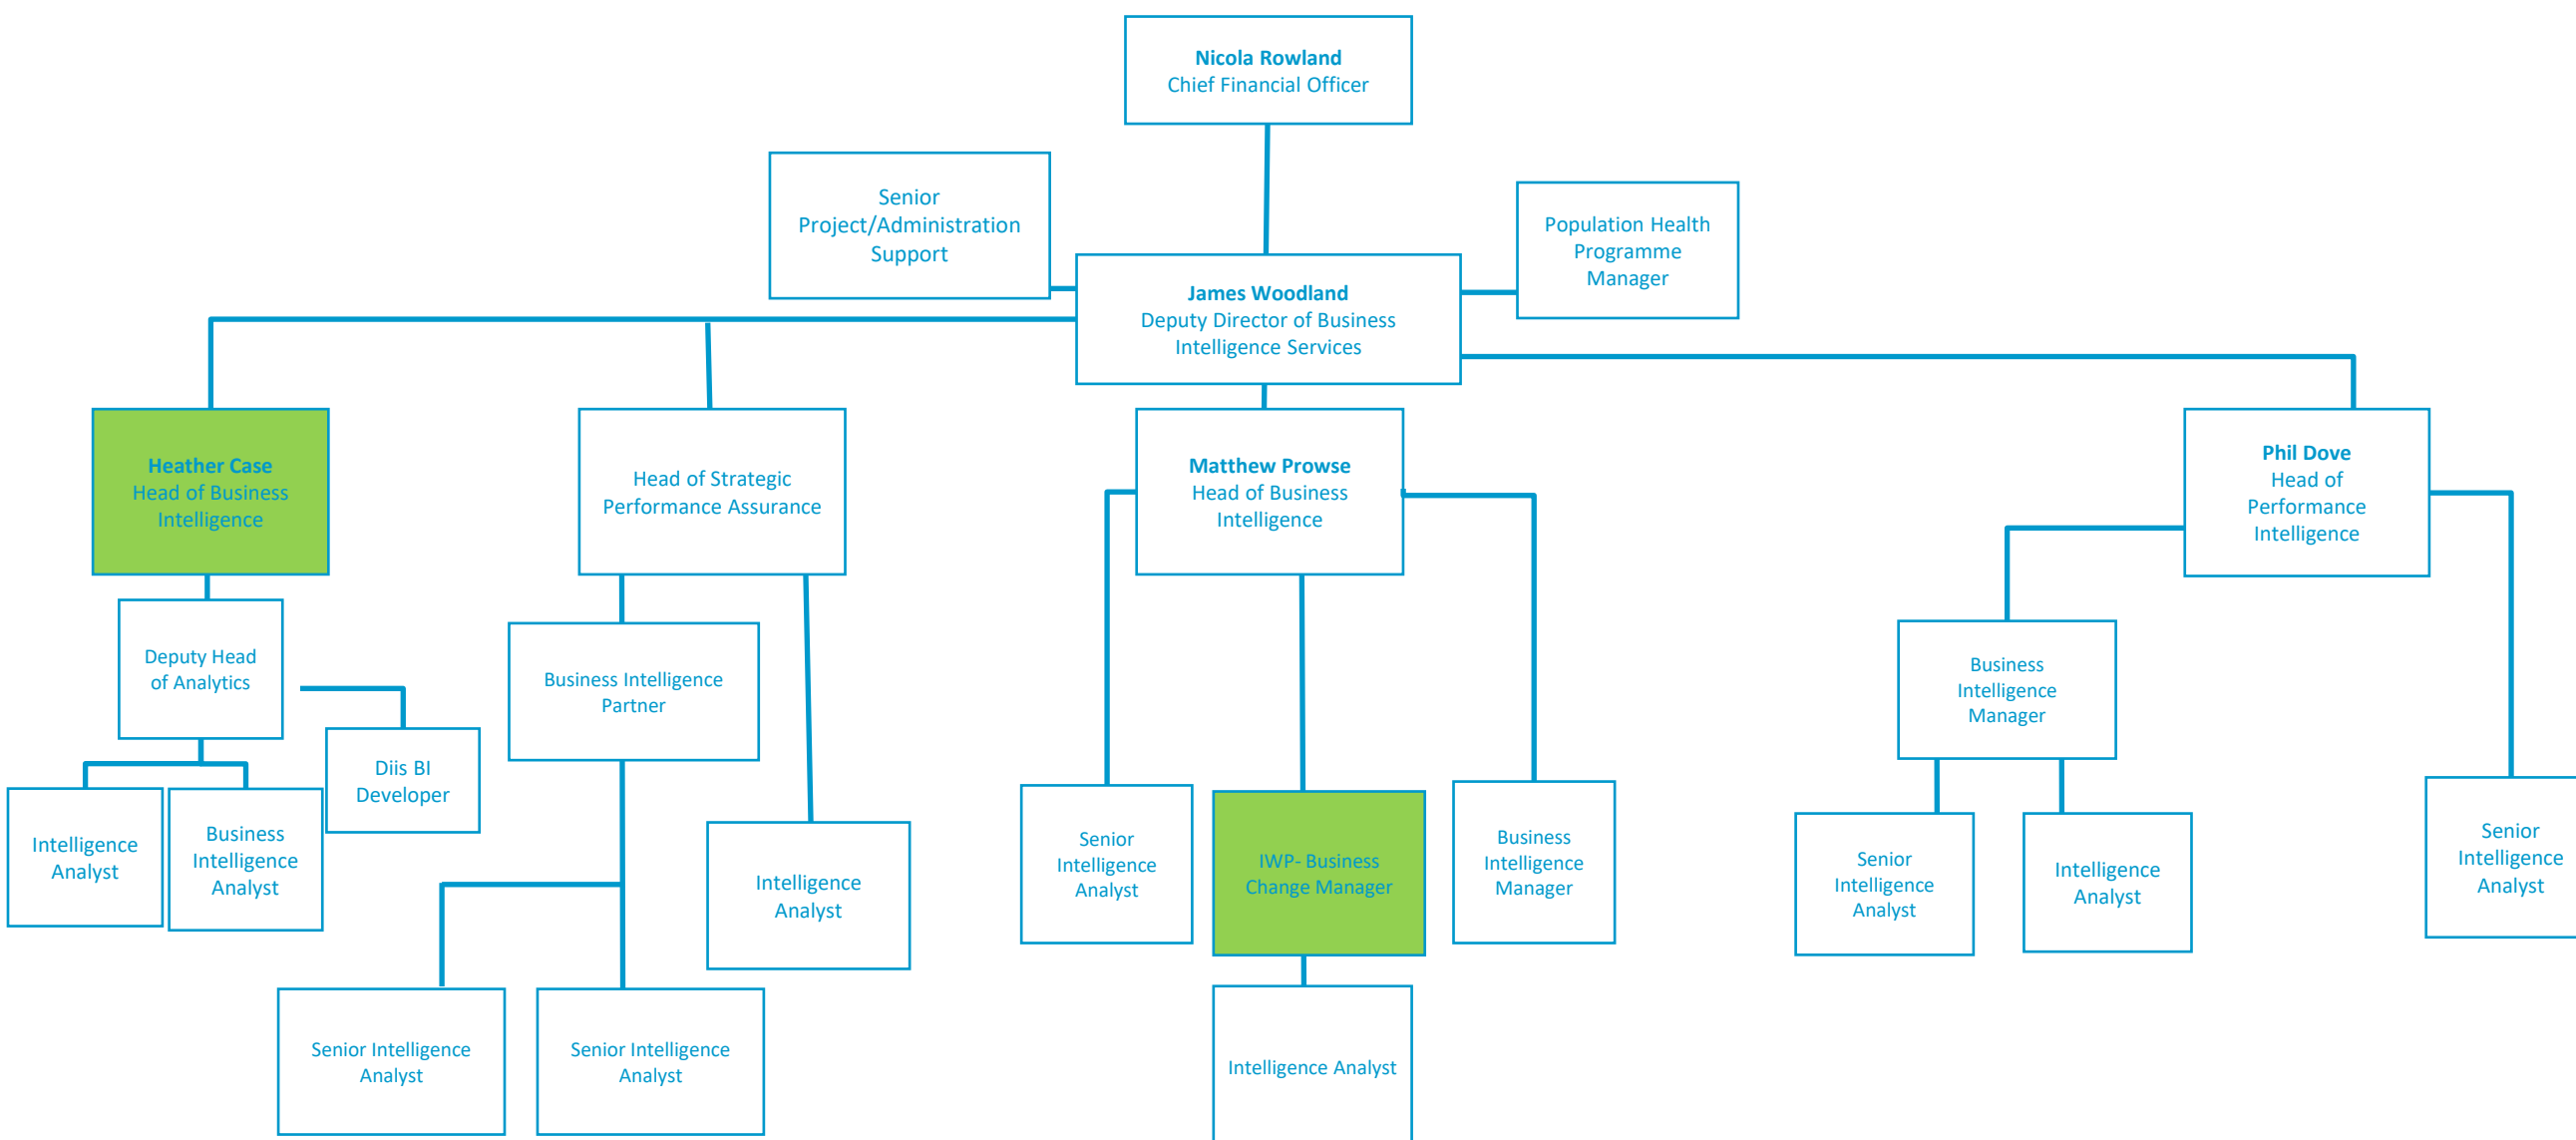 Nicola Rowland
Chief Financial Officer
Senior
Project/Administration
Support
Population Health
Programme
Manager
James Woodland
Deputy Director of Business
Intelligence Services
Heather Case
Head of Business
Intelligence
Head of Strategic
Performance Assurance
Matthew Prowse
Head of Business
Intelligence
Phil Dove
Head of
Performance
Intelligence
Deputy Head
of Analytics
Business Intelligence
Partner
Business
Intelligence
Manager
Diis BI
Developer
Intelligence
Analyst
Business
Intelligence
Analyst
Intelligence
Analyst
Senior
Intelligence
Analyst
IWP- Business
Change Manager
Business
Intelligence
Manager
Senior
Intelligence
Analyst
Intelligence
Analyst
Senior
Intelligence
Analyst
Senior Intelligence
Analyst
Senior Intelligence
Analyst
Intelligence Analyst